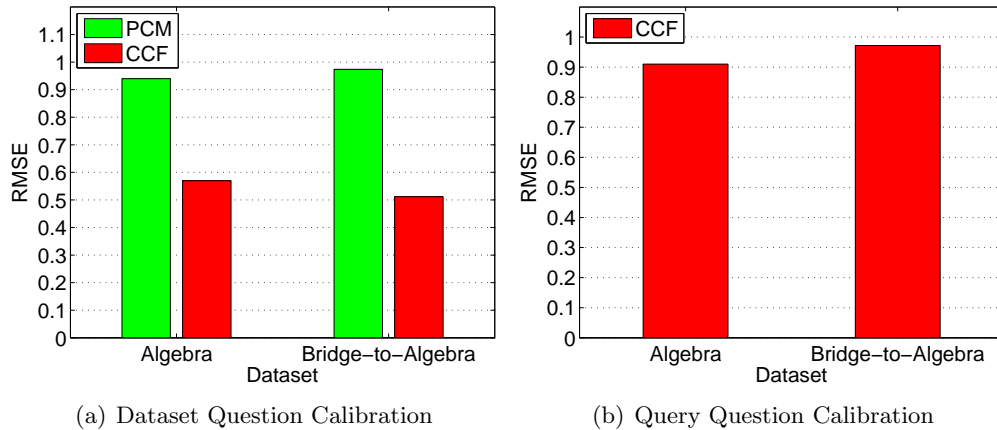 1.1
1
0.9
0.8
0.7
0.6
0.5
0.4
0.3
0.2
0.1
0
RMSE
PCM
CCF
Algebra Bridge−to−Algebra
Dataset
(a) Dataset Question Calibration
1
0.9
0.8
0.7
0.6
0.5
0.4
0.3
0.2
0.1
0
RMSE
CCF
Algebra Bridge−to−Algebra
Dataset
(b) Query Question Calibration